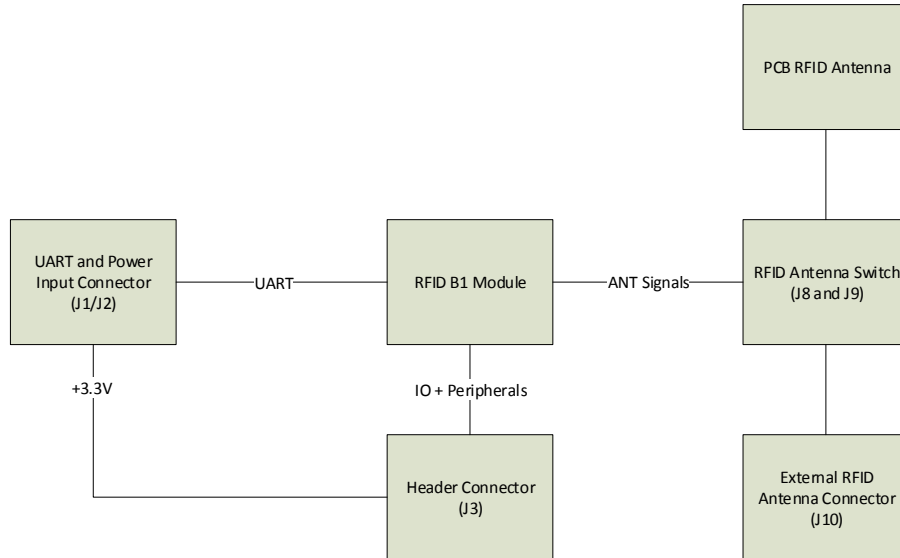 PCB RFID Antenna
UART and Power
Input Connector
(J1/J2)
UART
RFID B1 Module
ANT Signals
RFID Antenna Switch
(J8 and J9)
+3.3V
IO + Peripherals
Header Connector
(J3)
External RFID
Antenna Connector
(J10)